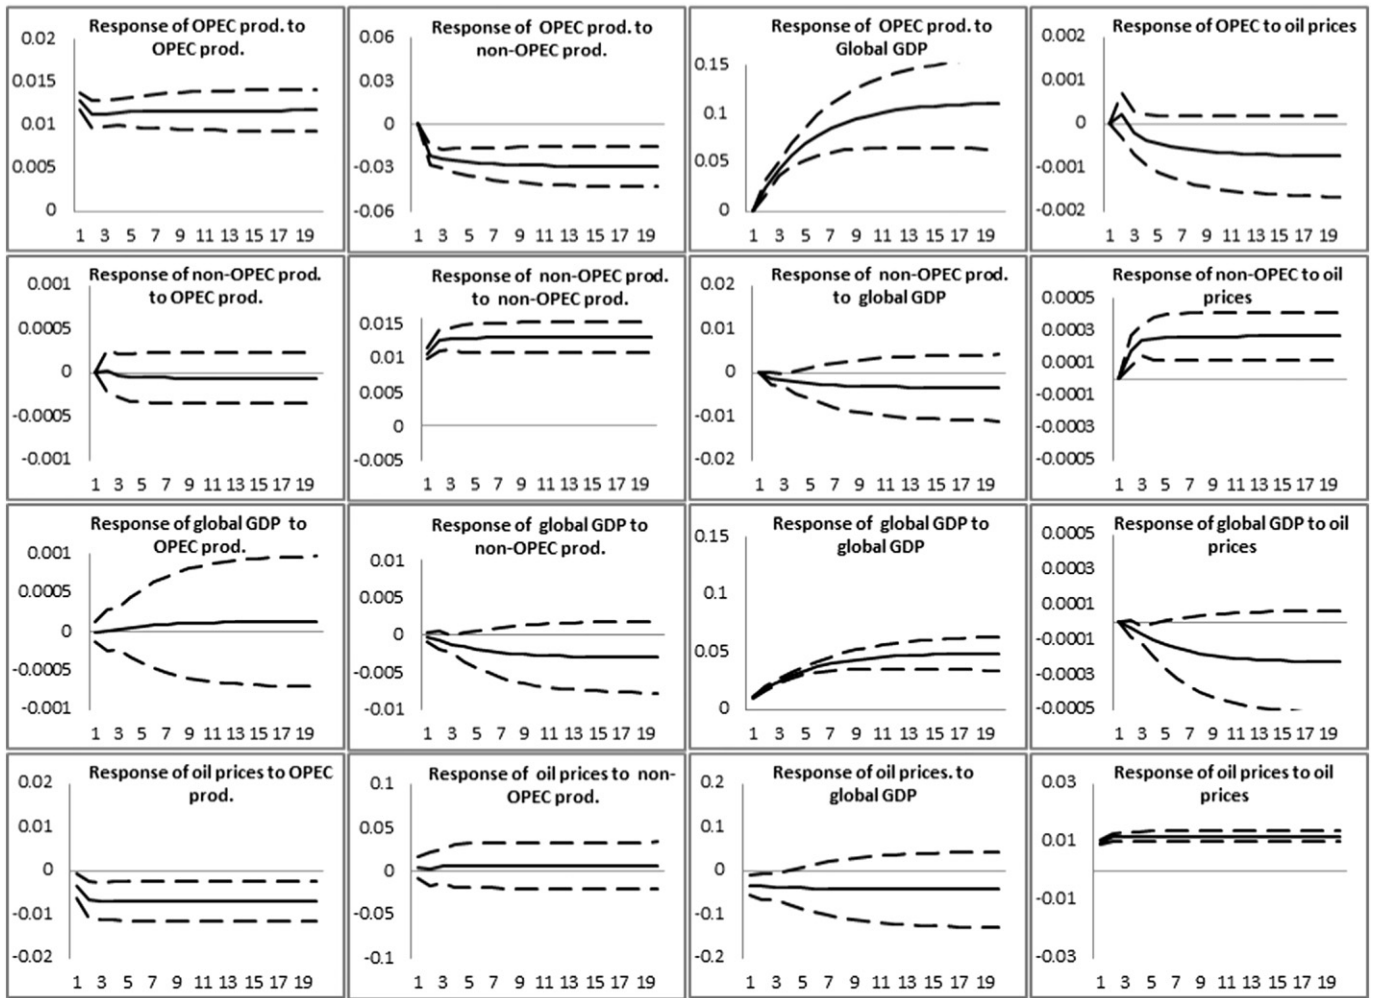 Response of OPEC prod. to
OPEC prod.
0.02
0.015
0.01
0.005
0
1 3 5 7 9 11 13 15 17 19
Response of OPEC prod. to
non-OPEC prod.
0.06
0.03
0
-0.03
-0.06
1 3 5 7 9 11 13 15 17 19
Response of OPEC prod. to
Global GDP
0.15
0.1
0.05
0
1 3 5 7 9 11 13 15 17 19
Response of OPEC to oil prices
0.002
0.001
0
-0.001
-0.002
1 3 5 7 9 11 13 15 17 19
Response of non-OPEC prod.
to OPEC prod.
0.001
0.0005
0
-0.0005
-0.001
1 3 5 7 9 11 13 15 17 19
Response of non-OPEC prod.
to non-OPEC prod.
0.015
0.01
0.005
0
-0.005
1 3 5 7 9 11 13 15 17 19
Response of non-OPEC prod.
to global GDP
0.02
0.01
0
-0.01
-0.02
1 3 5 7 9 11 13 15 17 19
Response of non-OPEC to oil
prices
0.0005
0.0003
0.0001
-0.0001
-0.0003
-0.0005
1 3 5 7 9 11 13 15 17 19
Response of global GDP to
OPEC prod.
0.001
0.0005
0
-0.0005
-0.001
1 3 5 7 9 11 13 15 17 19
Response of global GDP to
non-OPEC prod.
0.01
0.005
0
-0.005
-0.01
1 3 5 7 9 11 13 15 17 19
Response of global GDP to
global GDP
0.15
0.1
0.05
0
1 3 5 7 9 11 13 15 17 19
Response of global GDP to oil
prices
0.0005
0.0003
0.0001
-0.0001
-0.0003
-0.0005
1 3 5 7 9 11 13 15 17 19
Response of oil prices to OPEC
prod.
0.02
0.01
0
-0.01
-0.02
1 3 5 7 9 11 13 15 17 19
Response of oil prices to non-
OPEC prod.
0.1
0.05
0
-0.05
-0.1
1 3 5 7 9 11 13 15 17 19
Response of oil prices. to
global GDP
0.2
0.1
0
-0.1
-0.2
1 3 5 7 9 11 13 15 17 19
Response of oil prices to oil
prices
0.03
0.01
-0.01
-0.03
1 3 5 7 9 11 13 15 17 19